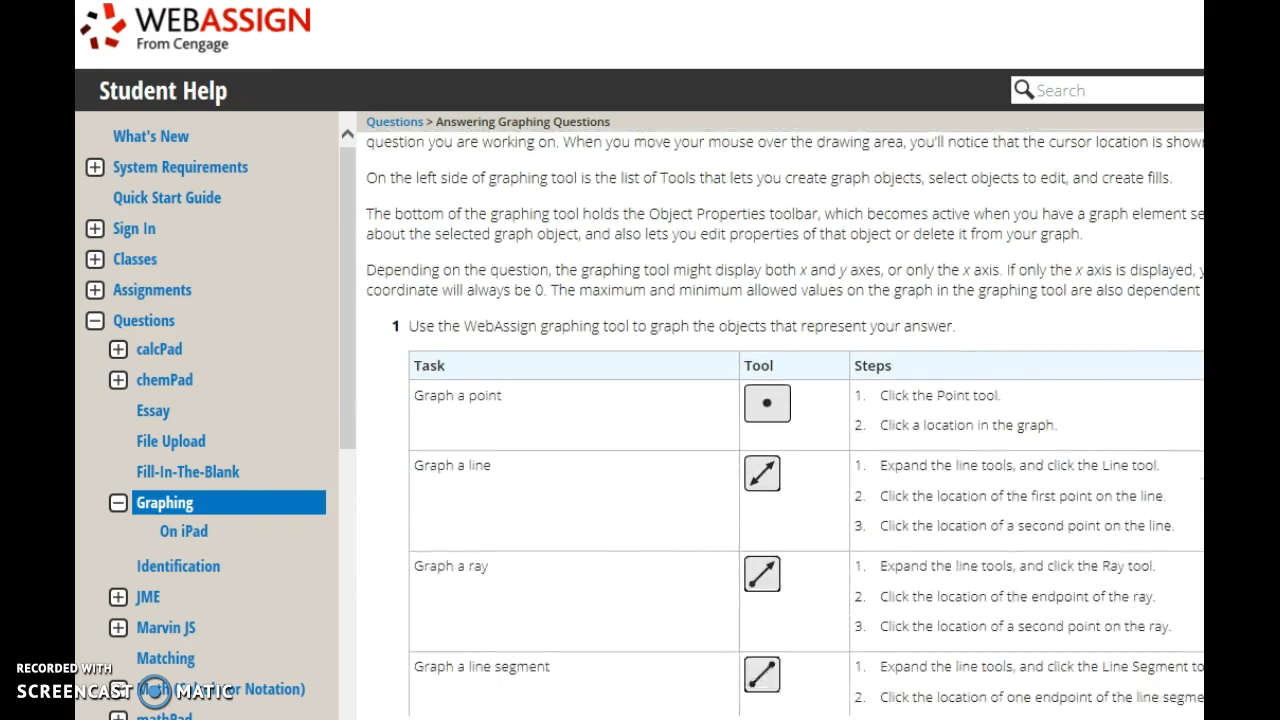 WEBASSIGN
From Cengage
Student Help
Search
What's New
System Requirements
Quick Start Guide
Sign In
Classes
Assignments
Questions
calcPad
chemPad
Essay
File Upload
Fill-In-The-Blank
Graphing
On iPad
Identification
JME
Marvin JS
Matching
or Notation)
mathPad
Questions > Answering Graphing Questions
question you are working on. When you move your mouse over the drawing area, you'll notice that the cursor location is shown
On the left side of graphing tool is the list of Tools that lets you create graph objects, select objects to edit, and create fills.
The bottom of the graphing tool holds the Object Properties toolbar, which becomes active when you have a graph element se
about the selected graph object, and also lets you edit properties of that object or delete it from your graph.
Depending on the question, the graphing tool might display both x and y axes, or only the x axis. If only the x axis is displayed, y
coordinate will always be 0. The maximum and minimum allowed values on the graph in the graphing tool are also dependent
1 Use the WebAssign graphing tool to graph the objects that represent your answer.
Task Tool Steps
Graph a point
1. Click the Point tool.
2. Click a location in the graph.
Graph a line
1. Expand the line tools, and click the Line tool.
2. Click the location of the first point on the line.
3. Click the location of a second point on the line.
Graph a ray
1. Expand the line tools, and click the Ray tool.
2. Click the location of the endpoint of the ray.
3. Click the location of a second point on the ray.
Graph a line segment
1. Expand the line tools, and click the Line Segment to
2. Click the location of one endpoint of the line segme
RECORDED WITH
SCREENCAST MATIC